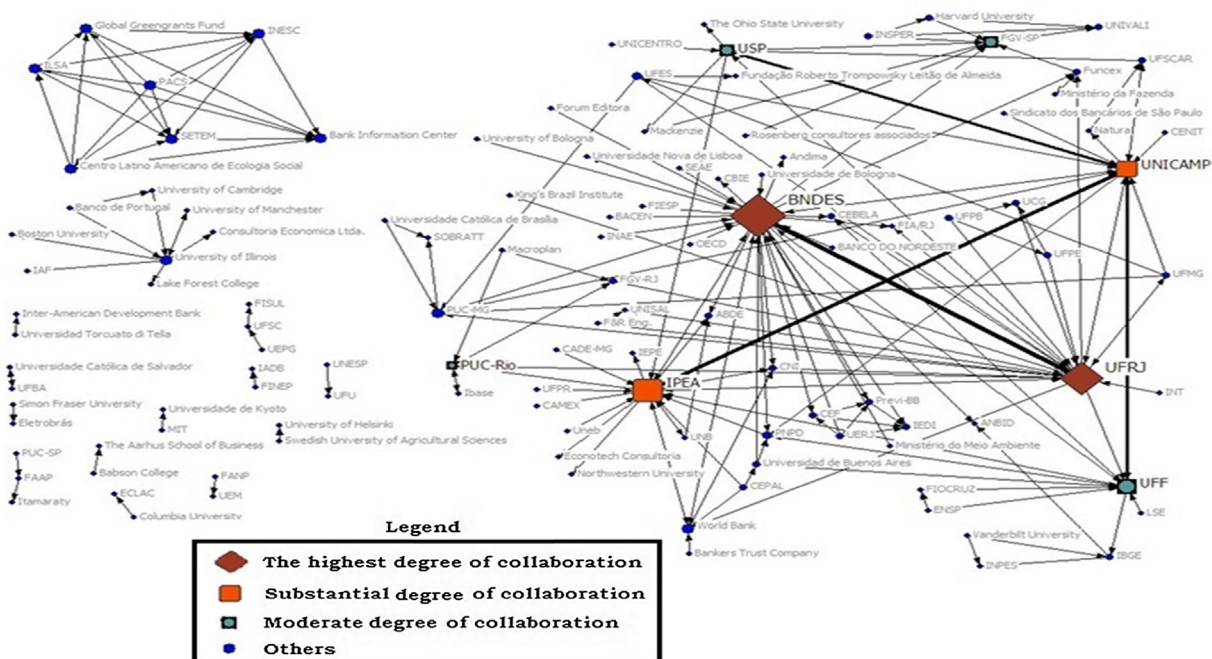 Global Greengrants Fund
INESC
ILSA
PACS
SETEM
Bank Information Center
Centro Latino Americano de Ecologia Social
University of Cambridge
Banco de Portugal
University of Manchester
Boston University
Consultoria Economica Ltda.
University of Illinois
IAF
Lake Forest College
Inter-American Development Bank
Universidad Torcuato di Tella
FISUL
UFSC
UEPG
Universidade Católica de Salvador
UFBA
IADB
FINEP
UNESP
UFU
Simon Fraser University
Eletrobrás
Universidade de Kyoto
MIT
University of Helsinki
Swedish University of Agricultural Sciences
PUC-SP
FAAP
Itamaraty
The Aarhus School of Business
Babson College
ECLAC
Columbia University
FANP
UEM
The Ohio State University
Harvard University
UNIVALI
INSPER
FGV-SP
UNICENTRO
USP
UFSCAR
UFES
Fundação Roberto Trompowsky Leitão de Almeida
Funcex
Ministério da Fazenda
Forum Editora
Sindicato dos Bancários de São Paulo
Mackenzie
Rosenberg consultores associados
Natural
CENIT
University of Bologna
Universidade Nova de Lisboa
Andima
SEAE
UNICAMP
CBIE
Universidade de Bologna
King's Brazil Institute
BNDES
FIESP
BACEN
CEBELA
UFPB
UCG
FIA/RJ
Universidade Católica de Brasília
SOBRATT
INAE
OECD
BANCO DO NORDESTE
Macroplan
UFPE
UFMG
FGV-RJ
PUC-MG
UNISAL
ABDE
F&R Eng.
CADE-MG
IEPE
PUC-Rio
CNI
UFRJ
IPEA
Ibase
UFPR
INT
CAMEX
Previ-BB
CEF
IEDI
ANBID
Uneb
UNB
PNPD
UERJ
Ministério do Meio Ambiente
Econotech Consultoria
Universidad de Buenos Aires
Northwestern University
CEPAL
UFF
FIOCRUZ
ENSP
LSE
World Bank
Vanderbilt University
Bankers Trust Company
INPES
IBGE
Legend
The highest degree of collaboration
Substantial degree of collaboration
Moderate degree of collaboration
Others